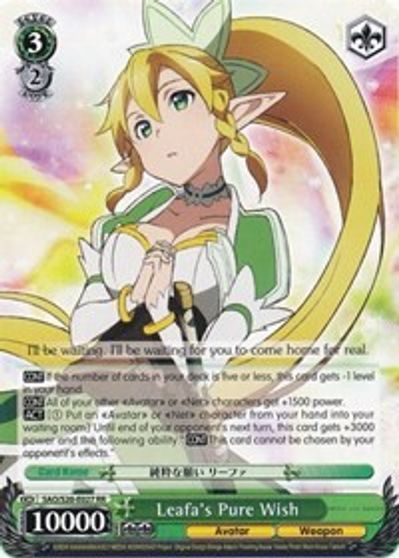 3
2
I'll be waiting. I'll be waiting for you to come home for real.
CONT If the number of cards in your deck is five or less, this card gets -1 level
in your hand.
CONT All of your other «Avatar» or «Net» characters get +1500 power.
ACT [① Put an «Avatar» or «Net» character from your hand into your
waiting room] Until end of your opponent's next turn, this card gets +3000
power and the following ability: "CONT This card cannot be chosen by your
opponent's effects."
Card Name 純粋な願い リーファ
SAO/S20-E027 RR
Leafa's Pure Wish
10000
Avatar Weapon